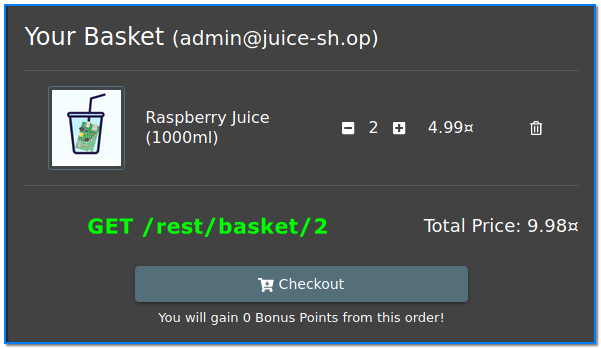 Your Basket (admin@juice-sh.op)
Raspberry Juice
(1000ml)
2
4.99¤
GET /rest/basket/2
Total Price: 9.98¤
Checkout
You will gain 0 Bonus Points from this order!